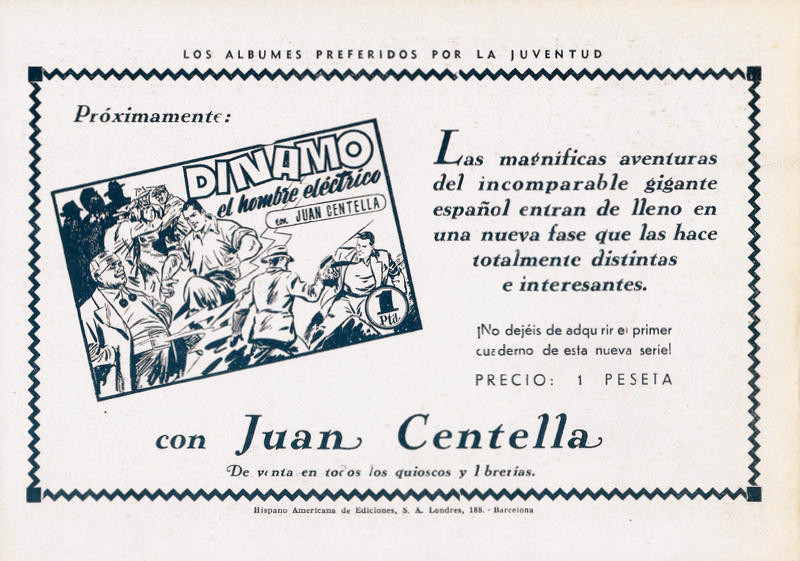 LOS ALBUMES PREFERIDOS POR LA JUVENTUD
Próximamente:
DINAMO
el hombre eléctrico
con JUAN CENTELLA
1
Pta.
Las magníficas aventuras
del incomparable gigante
español entran de lleno en
una nueva fase que las hace
totalmente distintas
e interesantes.
¡No dejéis de adqu rir el primer
cuaderno de esta nueva serie!
PRECIO: 1 PESETA
con Juan Centella
De venta en todos los quioscos y l brerías.
Hispano Americana de Ediciones, S. A. Londres, 188. - Barcelona